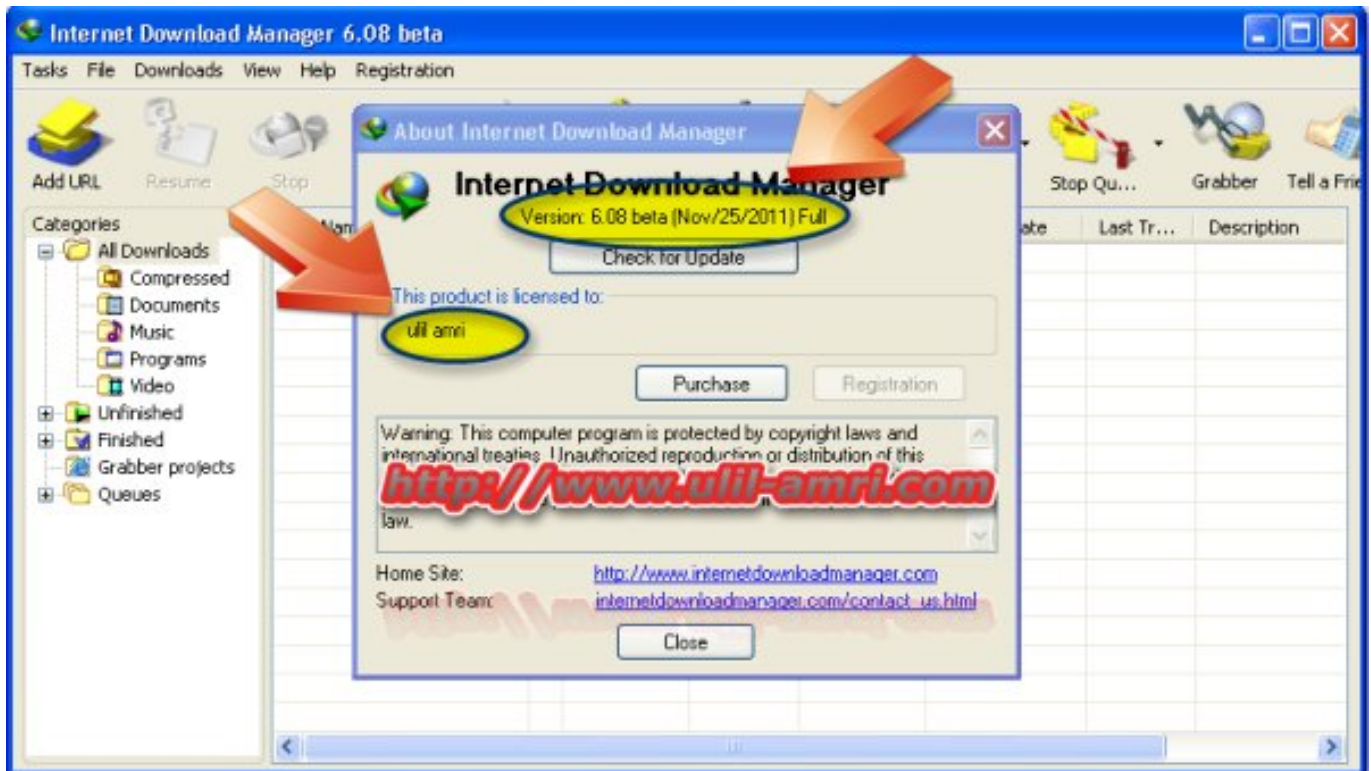 Internet Download Manager 6.08 beta
Tasks File Downloads View Help Registration
Add URL Resume Stop Stop Qu... Grabber Tell a Frie
About Internet Download Manager
Internet Download Manager
Version: 6.08 beta (Nov/25/2011) Full
Check for Update
This product is licensed to:
ulil amri
Purchase Registration
Warning: This computer program is protected by copyright laws and
international treaties. Unauthorized reproduction or distribution of this
http://www.ulil-amri.com
law.
Home Site: http://www.internetdownloadmanager.com
Support Team: internetdownloadmanager.com/contact_us.html
Close
Categories
All Downloads
Compressed
Documents
Music
Programs
Video
Unfinished
Finished
Grabber projects
Queues
Last Tr... Description